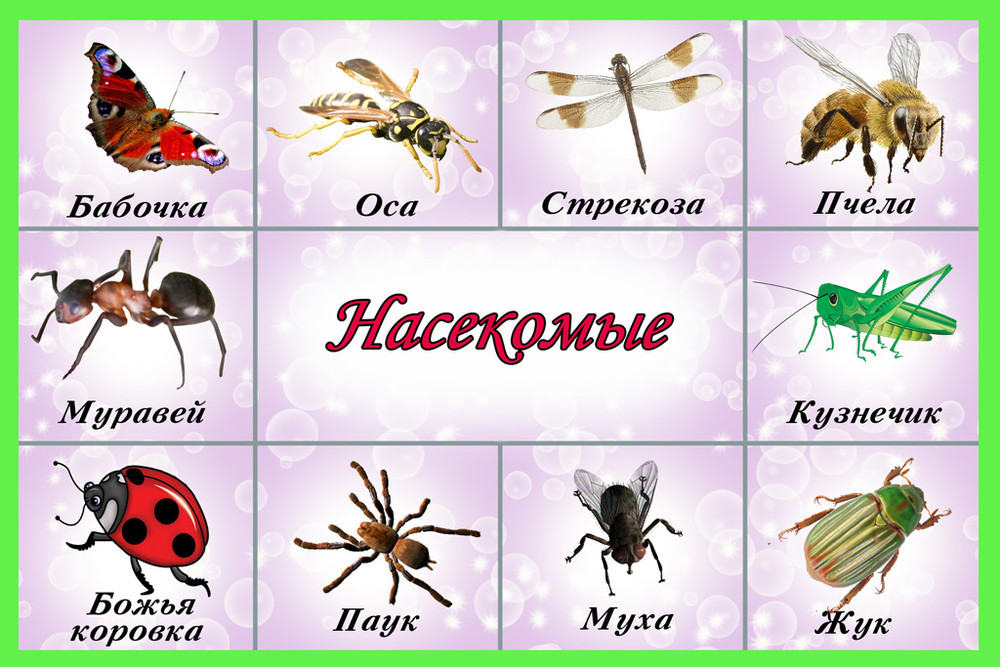 Бабочка
Оса
Стрекоза
Пчела
Муравей
Насекомые
Кузнечик
Божья
коровка
Паук
Муха
Жук